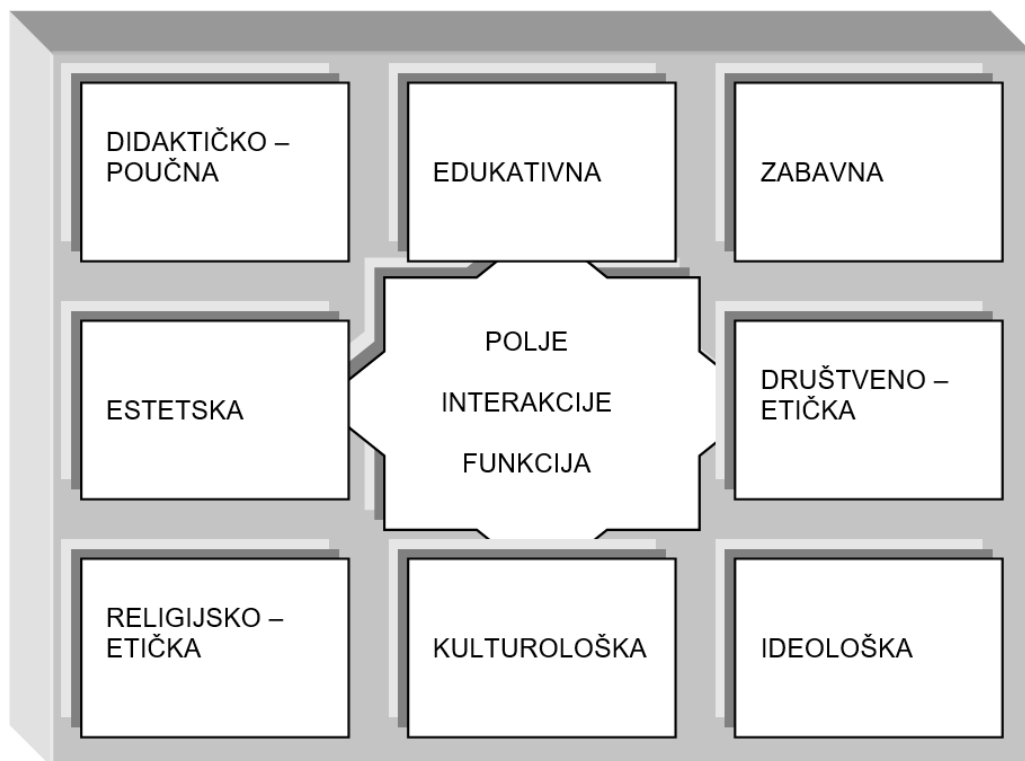 DIDAKTIČKO –
POUČNA
EDUKATIVNA
ZABAVNA
ESTETSKA
POLJE
INTERAKCIJE
FUNKCIJA
DRUŠTVENO –
ETIČKA
RELIGIJSKO –
ETIČKA
KULTUROLOŠKA
IDEOLOŠKA